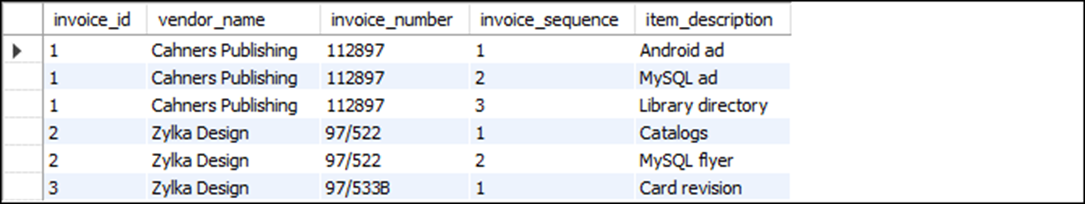 invoice_id vendor_name invoice_number invoice_sequence item_description
1 Cahners Publishing 112897 1 Android ad
1 Cahners Publishing 112897 2 MySQL ad
1 Cahners Publishing 112897 3 Library directory
2 Zylka Design 97/522 1 Catalogs
2 Zylka Design 97/522 2 MySQL flyer
3 Zylka Design 97/533B 1 Card revision